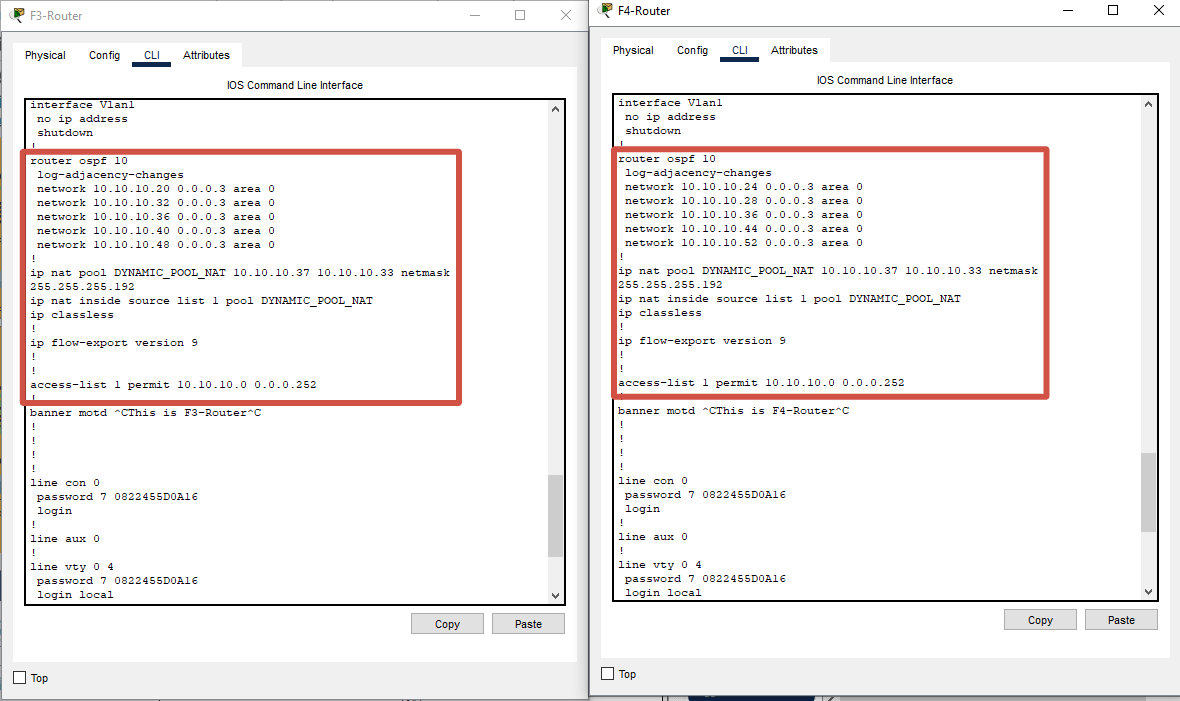 F3-Router
Physical Config CLI Attributes
IOS Command Line Interface
interface Vlan1
no ip address
shutdown
!
router ospf 10
log-adjacency-changes
network 10.10.10.20 0.0.0.3 area 0
network 10.10.10.32 0.0.0.3 area 0
network 10.10.10.36 0.0.0.3 area 0
network 10.10.10.40 0.0.0.3 area 0
network 10.10.10.48 0.0.0.3 area 0
!
ip nat pool DYNAMIC_POOL_NAT 10.10.10.37 10.10.10.33 netmask
255.255.255.192
ip nat inside source list 1 pool DYNAMIC_POOL_NAT
ip classless
!
ip flow-export version 9
!
!
access-list 1 permit 10.10.10.0 0.0.0.252
!
banner motd ^CThis is F3-Router^C
!
!
!
!
line con 0
password 7 0822455D0A16
login
!
line aux 0
!
line vty 0 4
password 7 0822455D0A16
login local
Copy Paste
Top
F4-Router
Physical Config CLI Attributes
IOS Command Line Interface
interface Vlan1
no ip address
shutdown
!
router ospf 10
log-adjacency-changes
network 10.10.10.24 0.0.0.3 area 0
network 10.10.10.28 0.0.0.3 area 0
network 10.10.10.36 0.0.0.3 area 0
network 10.10.10.44 0.0.0.3 area 0
network 10.10.10.52 0.0.0.3 area 0
!
ip nat pool DYNAMIC_POOL_NAT 10.10.10.37 10.10.10.33 netmask
255.255.255.192
ip nat inside source list 1 pool DYNAMIC_POOL_NAT
ip classless
!
ip flow-export version 9
!
!
access-list 1 permit 10.10.10.0 0.0.0.252
!
banner motd ^CThis is F4-Router^C
!
!
!
!
line con 0
password 7 0822455D0A16
login
!
line aux 0
!
line vty 0 4
password 7 0822455D0A16
login local
Copy Paste
Top